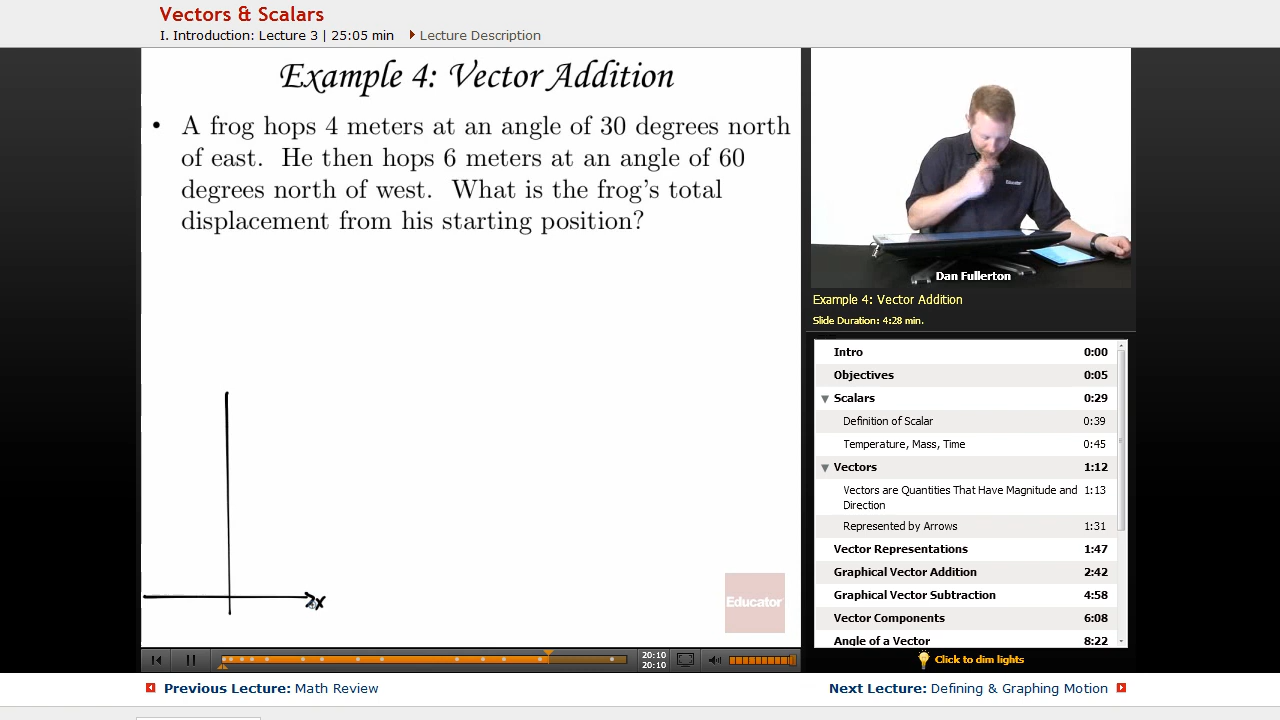 Vectors & Scalars
I. Introduction: Lecture 3 | 25:05 min Lecture Description
Example 4: Vector Addition
• A frog hops 4 meters at an angle of 30 degrees north
of east. He then hops 6 meters at an angle of 60
degrees north of west. What is the frog's total
displacement from his starting position?
x
Educator
Educator
Dan Fullerton
Example 4: Vector Addition
Slide Duration: 4:28 min.
Intro 0:00
Objectives 0:05
Scalars 0:29
Definition of Scalar 0:39
Temperature, Mass, Time 0:45
Vectors 1:12
Vectors are Quantities That Have Magnitude and 1:13
Direction
Represented by Arrows 1:31
Vector Representations 1:47
Graphical Vector Addition 2:42
Graphical Vector Subtraction 4:58
Vector Components 6:08
Angle of a Vector 8:22
20:10
20:10
Click to dim lights
Previous Lecture: Math Review
Next Lecture: Defining & Graphing Motion